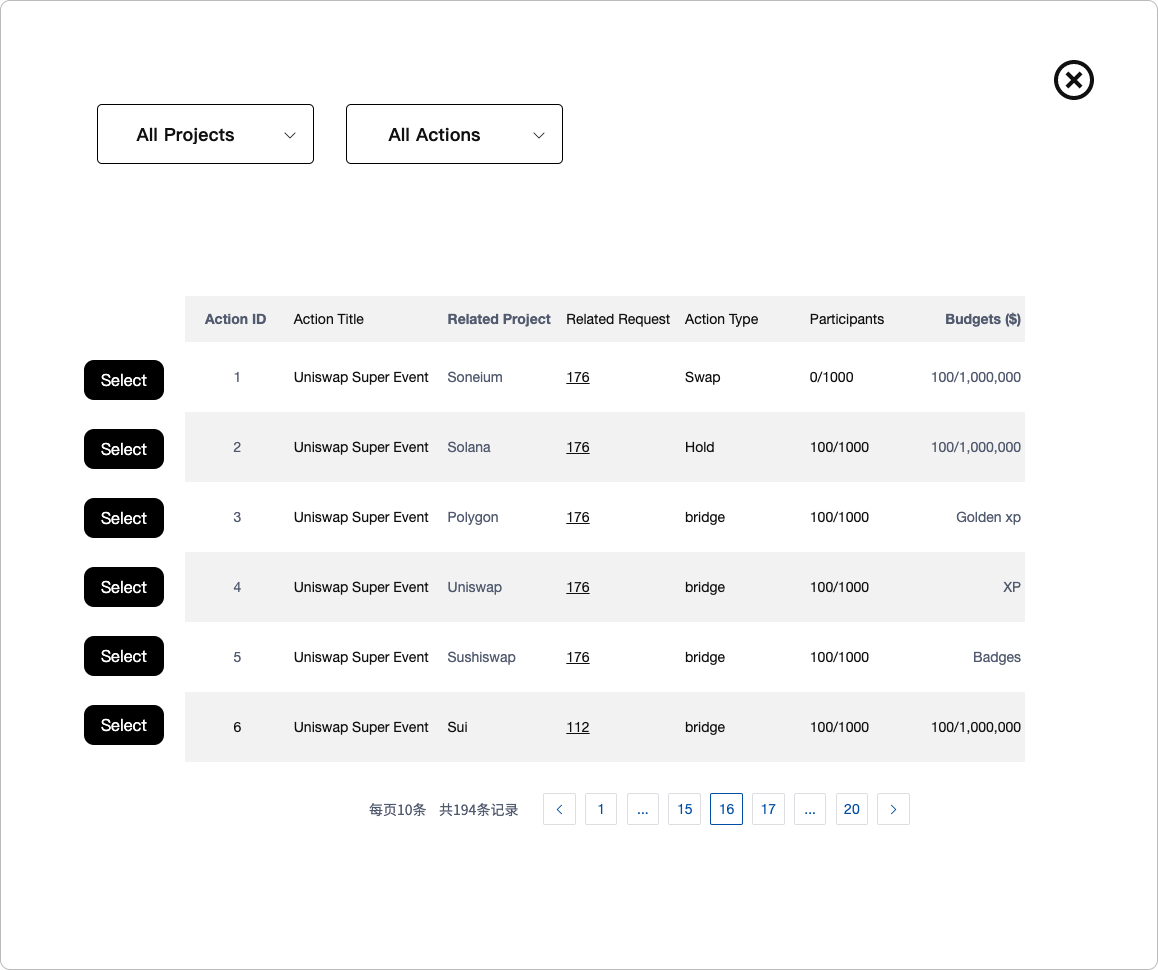 All Projects All Actions
Action ID Action Title Related Project Related Request Action Type Participants Budgets ($)
Select 1 Uniswap Super Event Soneium 176 Swap 0/1000 100/1,000,000
Select 2 Uniswap Super Event Solana 176 Hold 100/1000 100/1,000,000
Select 3 Uniswap Super Event Polygon 176 bridge 100/1000 Golden xp
Select 4 Uniswap Super Event Uniswap 176 bridge 100/1000 XP
Select 5 Uniswap Super Event Sushiswap 176 bridge 100/1000 Badges
Select 6 Uniswap Super Event Sui 112 bridge 100/1000 100/1,000,000
每页10条 共194条记录 < 1 ... 15 16 17 ... 20 >